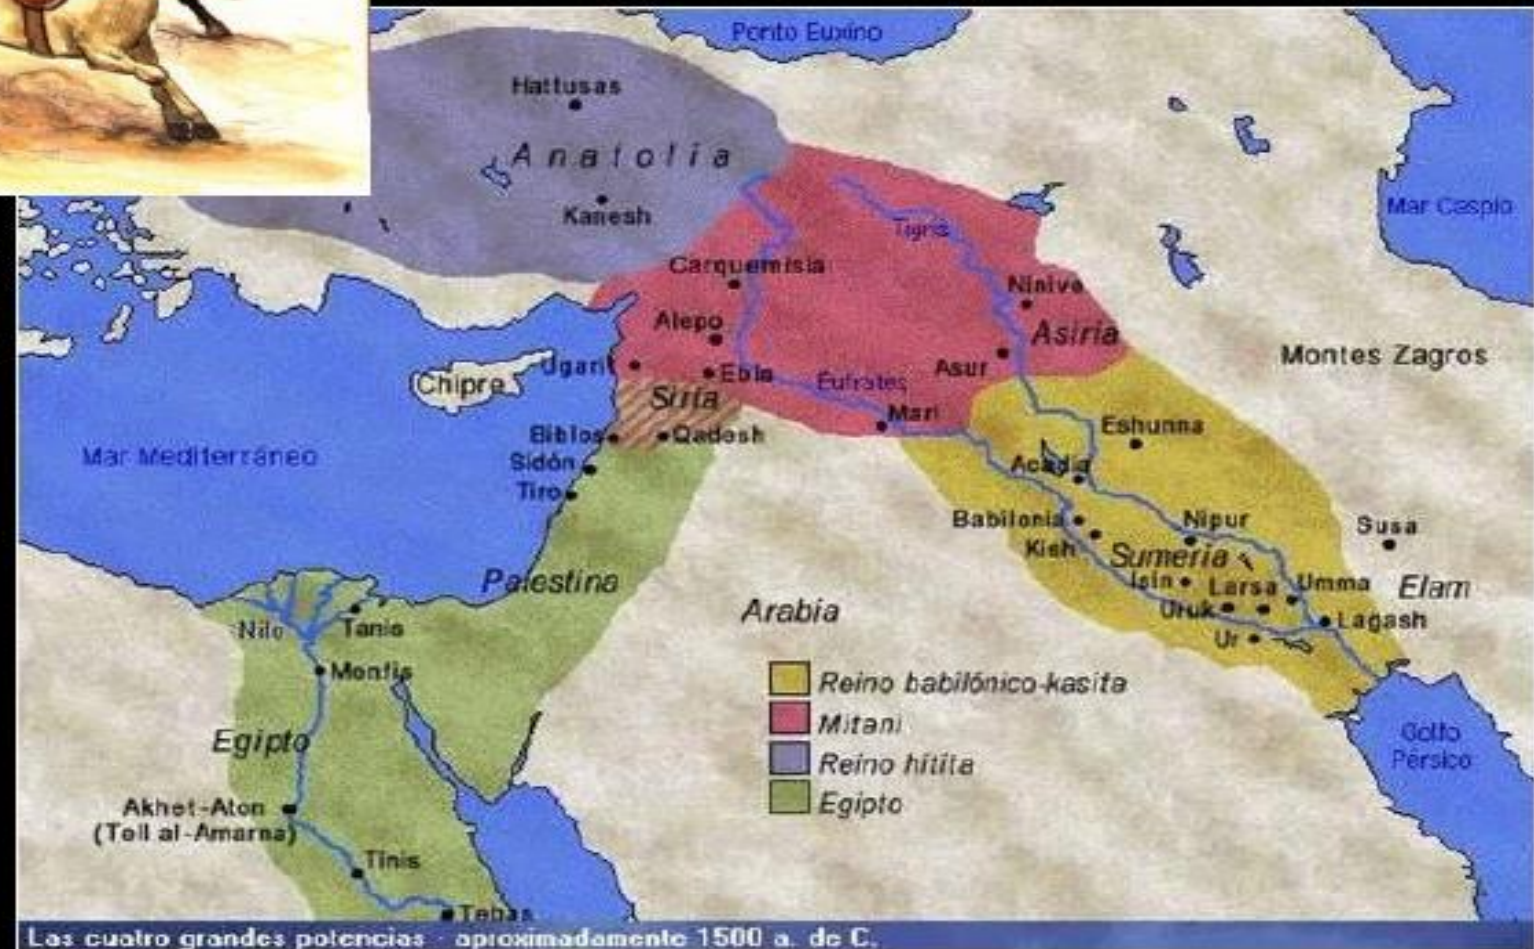 Ponto Euxino
Hattusas
Anatolia
Kanesh
Mar Caspio
Tigris
Carquemisia
Ninive
Alepo
Asiria
Montes Zagros
Ugarit
Asur
Chipre
Ebla
Eufrates
Siria
Mari
Biblos
Qadesh
Eshunna
Mar Mediterráneo
Sidón
Acadia
Tiro
Babilonia
Nipur
Susa
Kish
Sumeria
Palestina
Isin
Larsa
Umma
Elam
Arabia
Uruk
Lagash
Nilo
Tanis
Ur
Menfis
Reino babilónico-kasita
Mitani
Egipto
Golfo
Pérsico
Reino hitita
Egipto
Akhet-Aton
(Tell al-Amarna)
Tinis
Tebas
Las cuatro grandes potencias - aproximadamente 1500 a. de C.